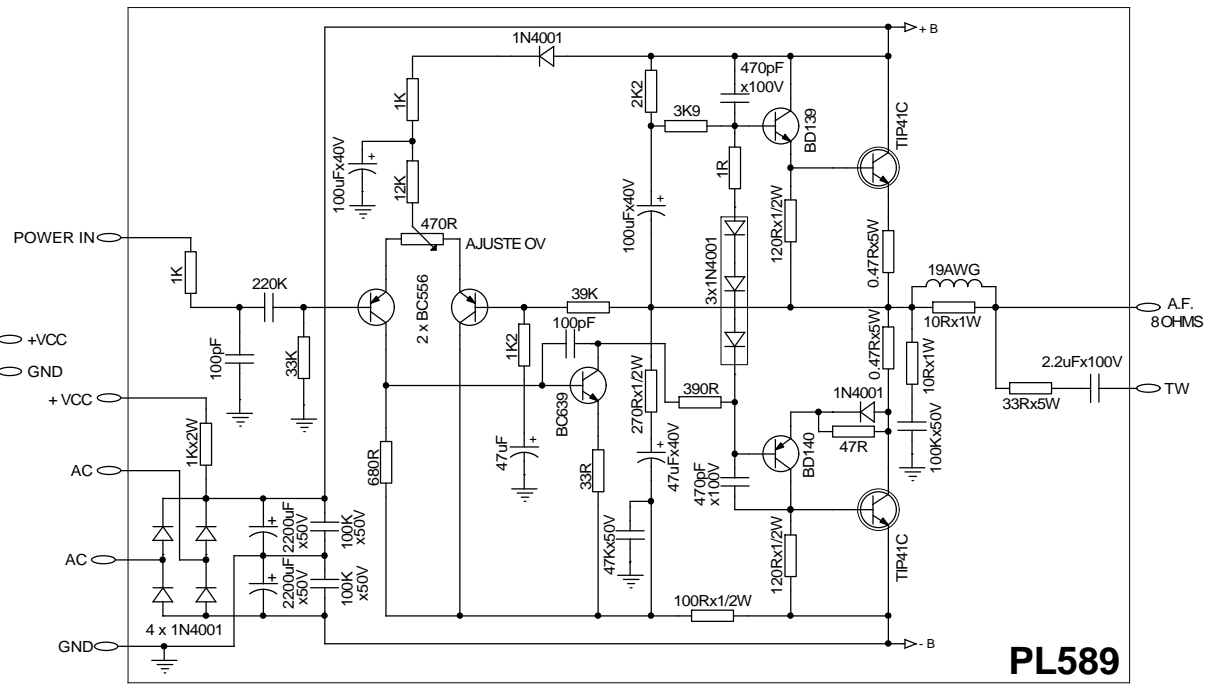 + B
1N4001
1K
2K2
470pF
x100V
3K9
BD139
TIP41C
100uFx40V
12K
1R
POWER IN
470R
AJUSTE OV
100uFx40V
120Rx1/2W
1K
0.47Rx5W
3x1N4001
19AWG
220K
2 x BC556
39K
10Rx1W
A.F.
8OHMS
+VCC
100pF
33K
1K2
100pF
0.47Rx5W
10Rx1W
2.2uFx100V
GND
+ VCC
BC639
270Rx1/2W
390R
1N4001
33Rx5W
TW
1Kx2W
680R
47uF
33R
47uFx40V
BD140
47R
100Kx50V
AC
470pF
x100V
2200uF
x50V
100K
x50V
47Kx50V
AC
2200uF
x50V
100K
x50V
120Rx1/2W
TIP41C
4 x 1N4001
100Rx1/2W
GND
- B
PL589